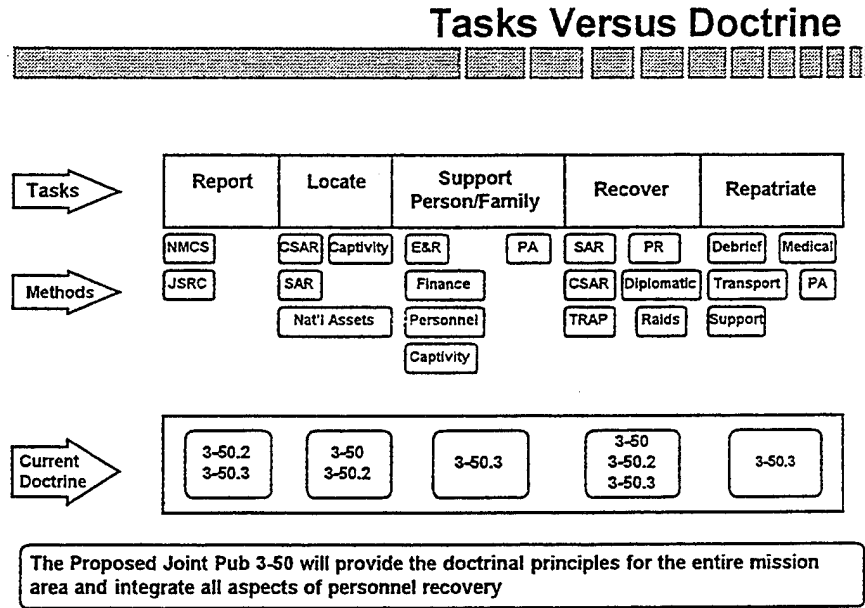 Tasks Versus Doctrine
Tasks
Report
Locate
Support
Person/Family
Recover
Repatriate
Methods
NMCS
JSRC
CSAR
Captivity
SAR
Nat'l Assets
E&R
PA
Finance
Personnel
Captivity
SAR
PR
CSAR
Diplomatic
TRAP
Raids
Debrief
Medical
Transport
PA
Support
Current
Doctrine
3-50.2
3-50.3
3-50
3-50.2
3-50.3
3-50
3-50.2
3-50.3
3-50.3
The Proposed Joint Pub 3-50 will provide the doctrinal principles for the entire mission
area and integrate all aspects of personnel recovery